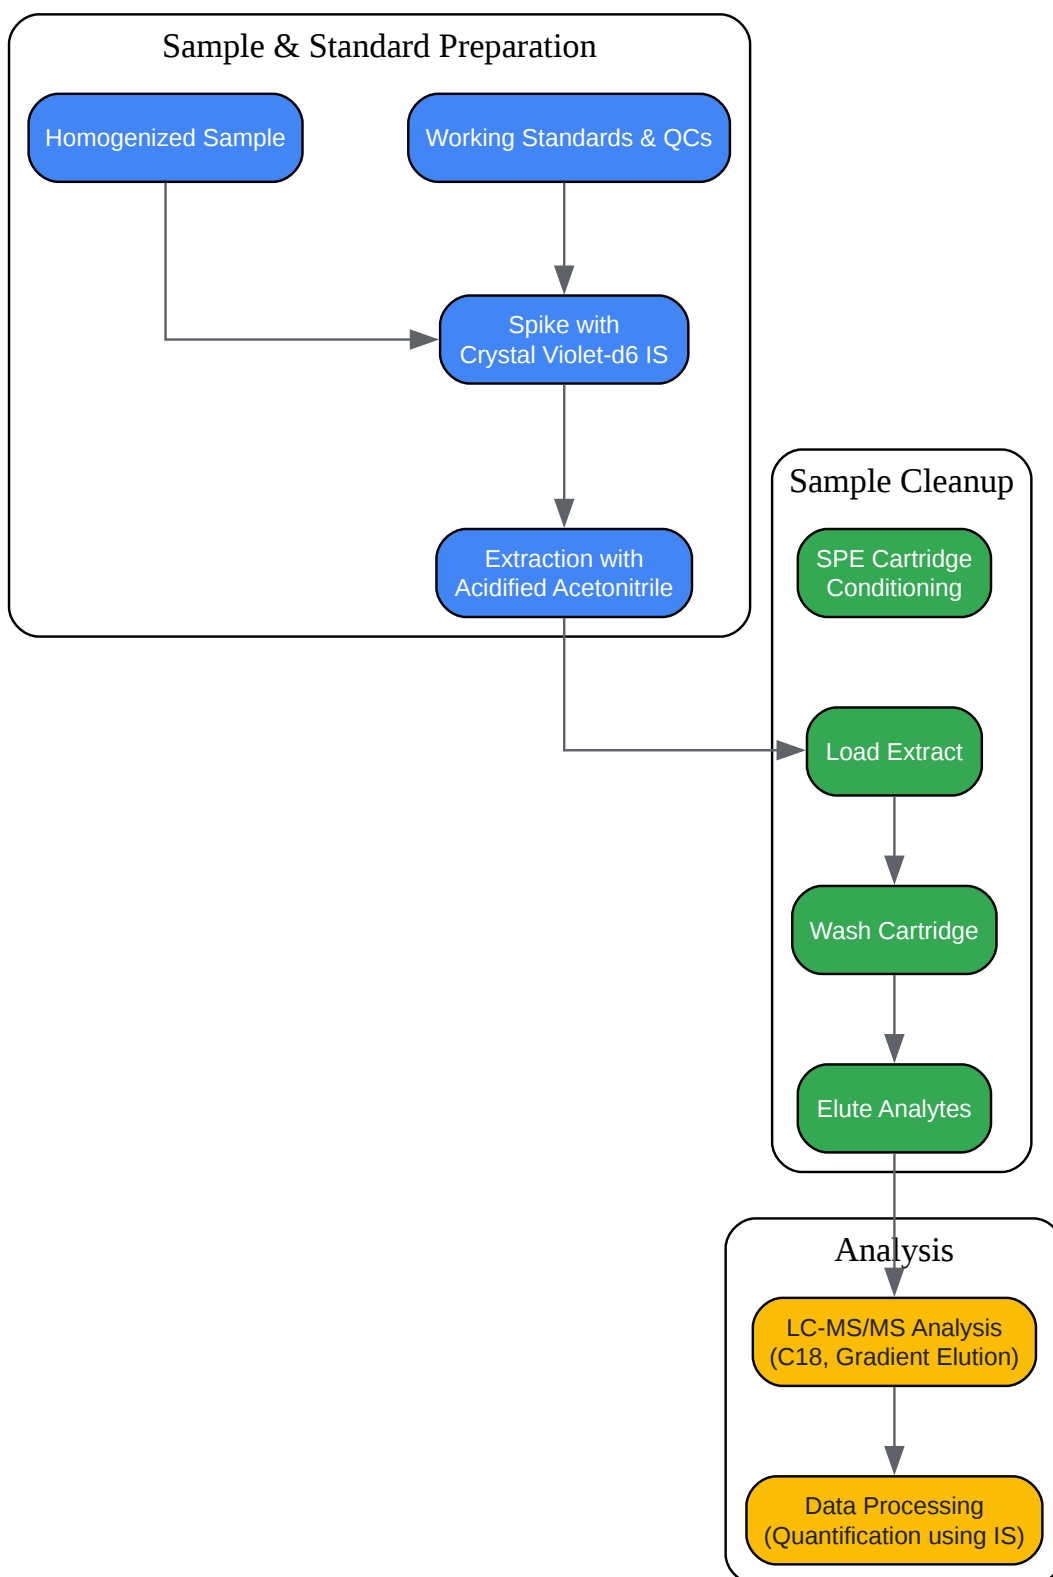 Sample & Standard Preparation
Homogenized Sample
Working Standards & QCs
Spike with
Crystal Violet-d6 IS
Extraction with
Acidified Acetonitrile
Sample Cleanup
SPE Cartridge
Conditioning
Load Extract
Wash Cartridge
Elute Analytes
Analysis
LC-MS/MS Analysis
(C18, Gradient Elution)
Data Processing
(Quantification using IS)